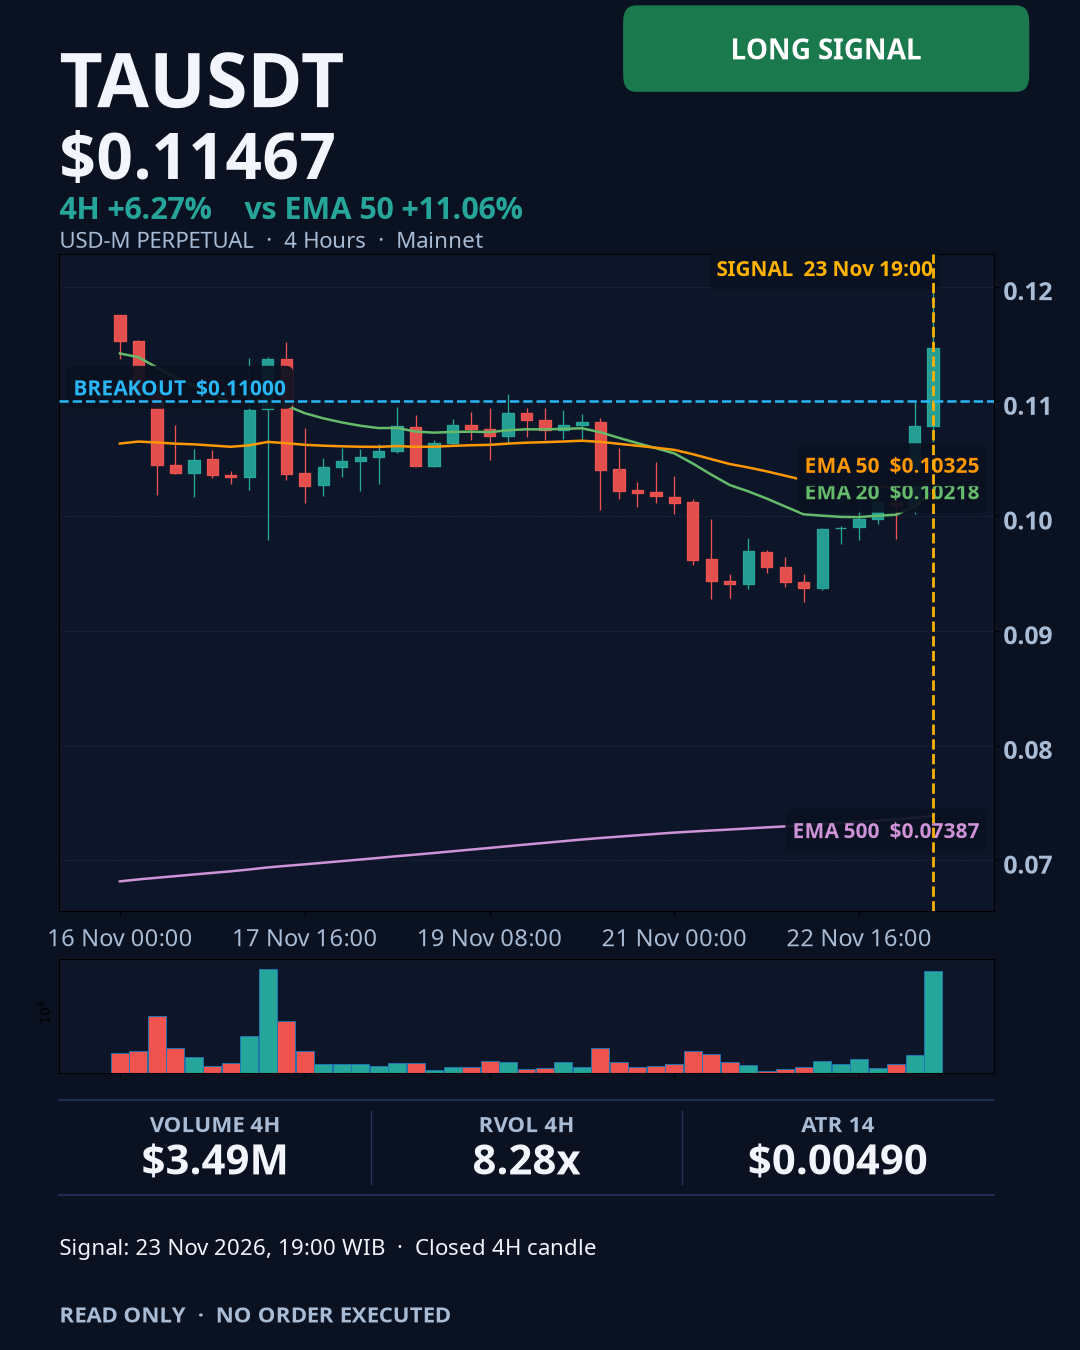 LONG SIGNAL
TAUSDT
$0.11467
4H +6.27% vs EMA 50 +11.06%
USD-M PERPETUAL · 4 Hours · Mainnet
SIGNAL 23 Nov 19:00
0.12
BREAKOUT $0.11000
0.11
EMA 50 $0.10325
EMA 20 $0.10218
0.10
0.09
0.08
EMA 500 $0.07387
0.07
16 Nov 00:00 17 Nov 16:00 19 Nov 08:00 21 Nov 00:00 22 Nov 16:00
10⁶
VOLUME 4H RVOL 4H ATR 14
$3.49M 8.28x $0.00490
Signal: 23 Nov 2026, 19:00 WIB · Closed 4H candle
READ ONLY · NO ORDER EXECUTED